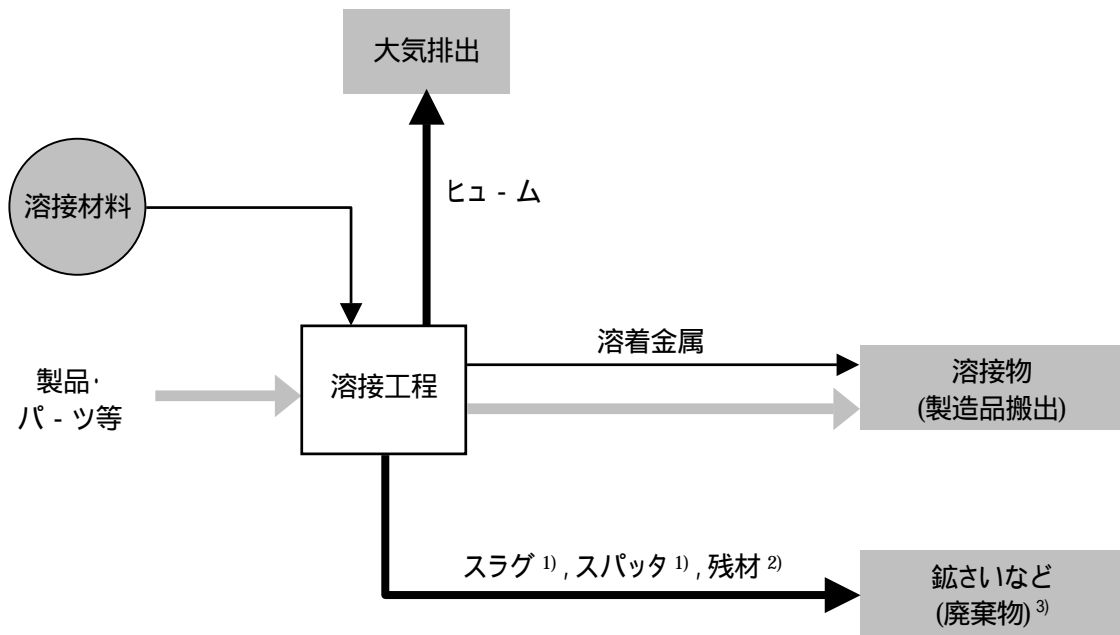 大気排出
ヒュ - ム
溶接材料
溶着金属
製品・
パ - ツ等
溶接工程
溶接物
(製造品搬出)
スラグ 1) , スパッタ 1) , 残材 2)
鉱さいなど
(廃棄物) 3)